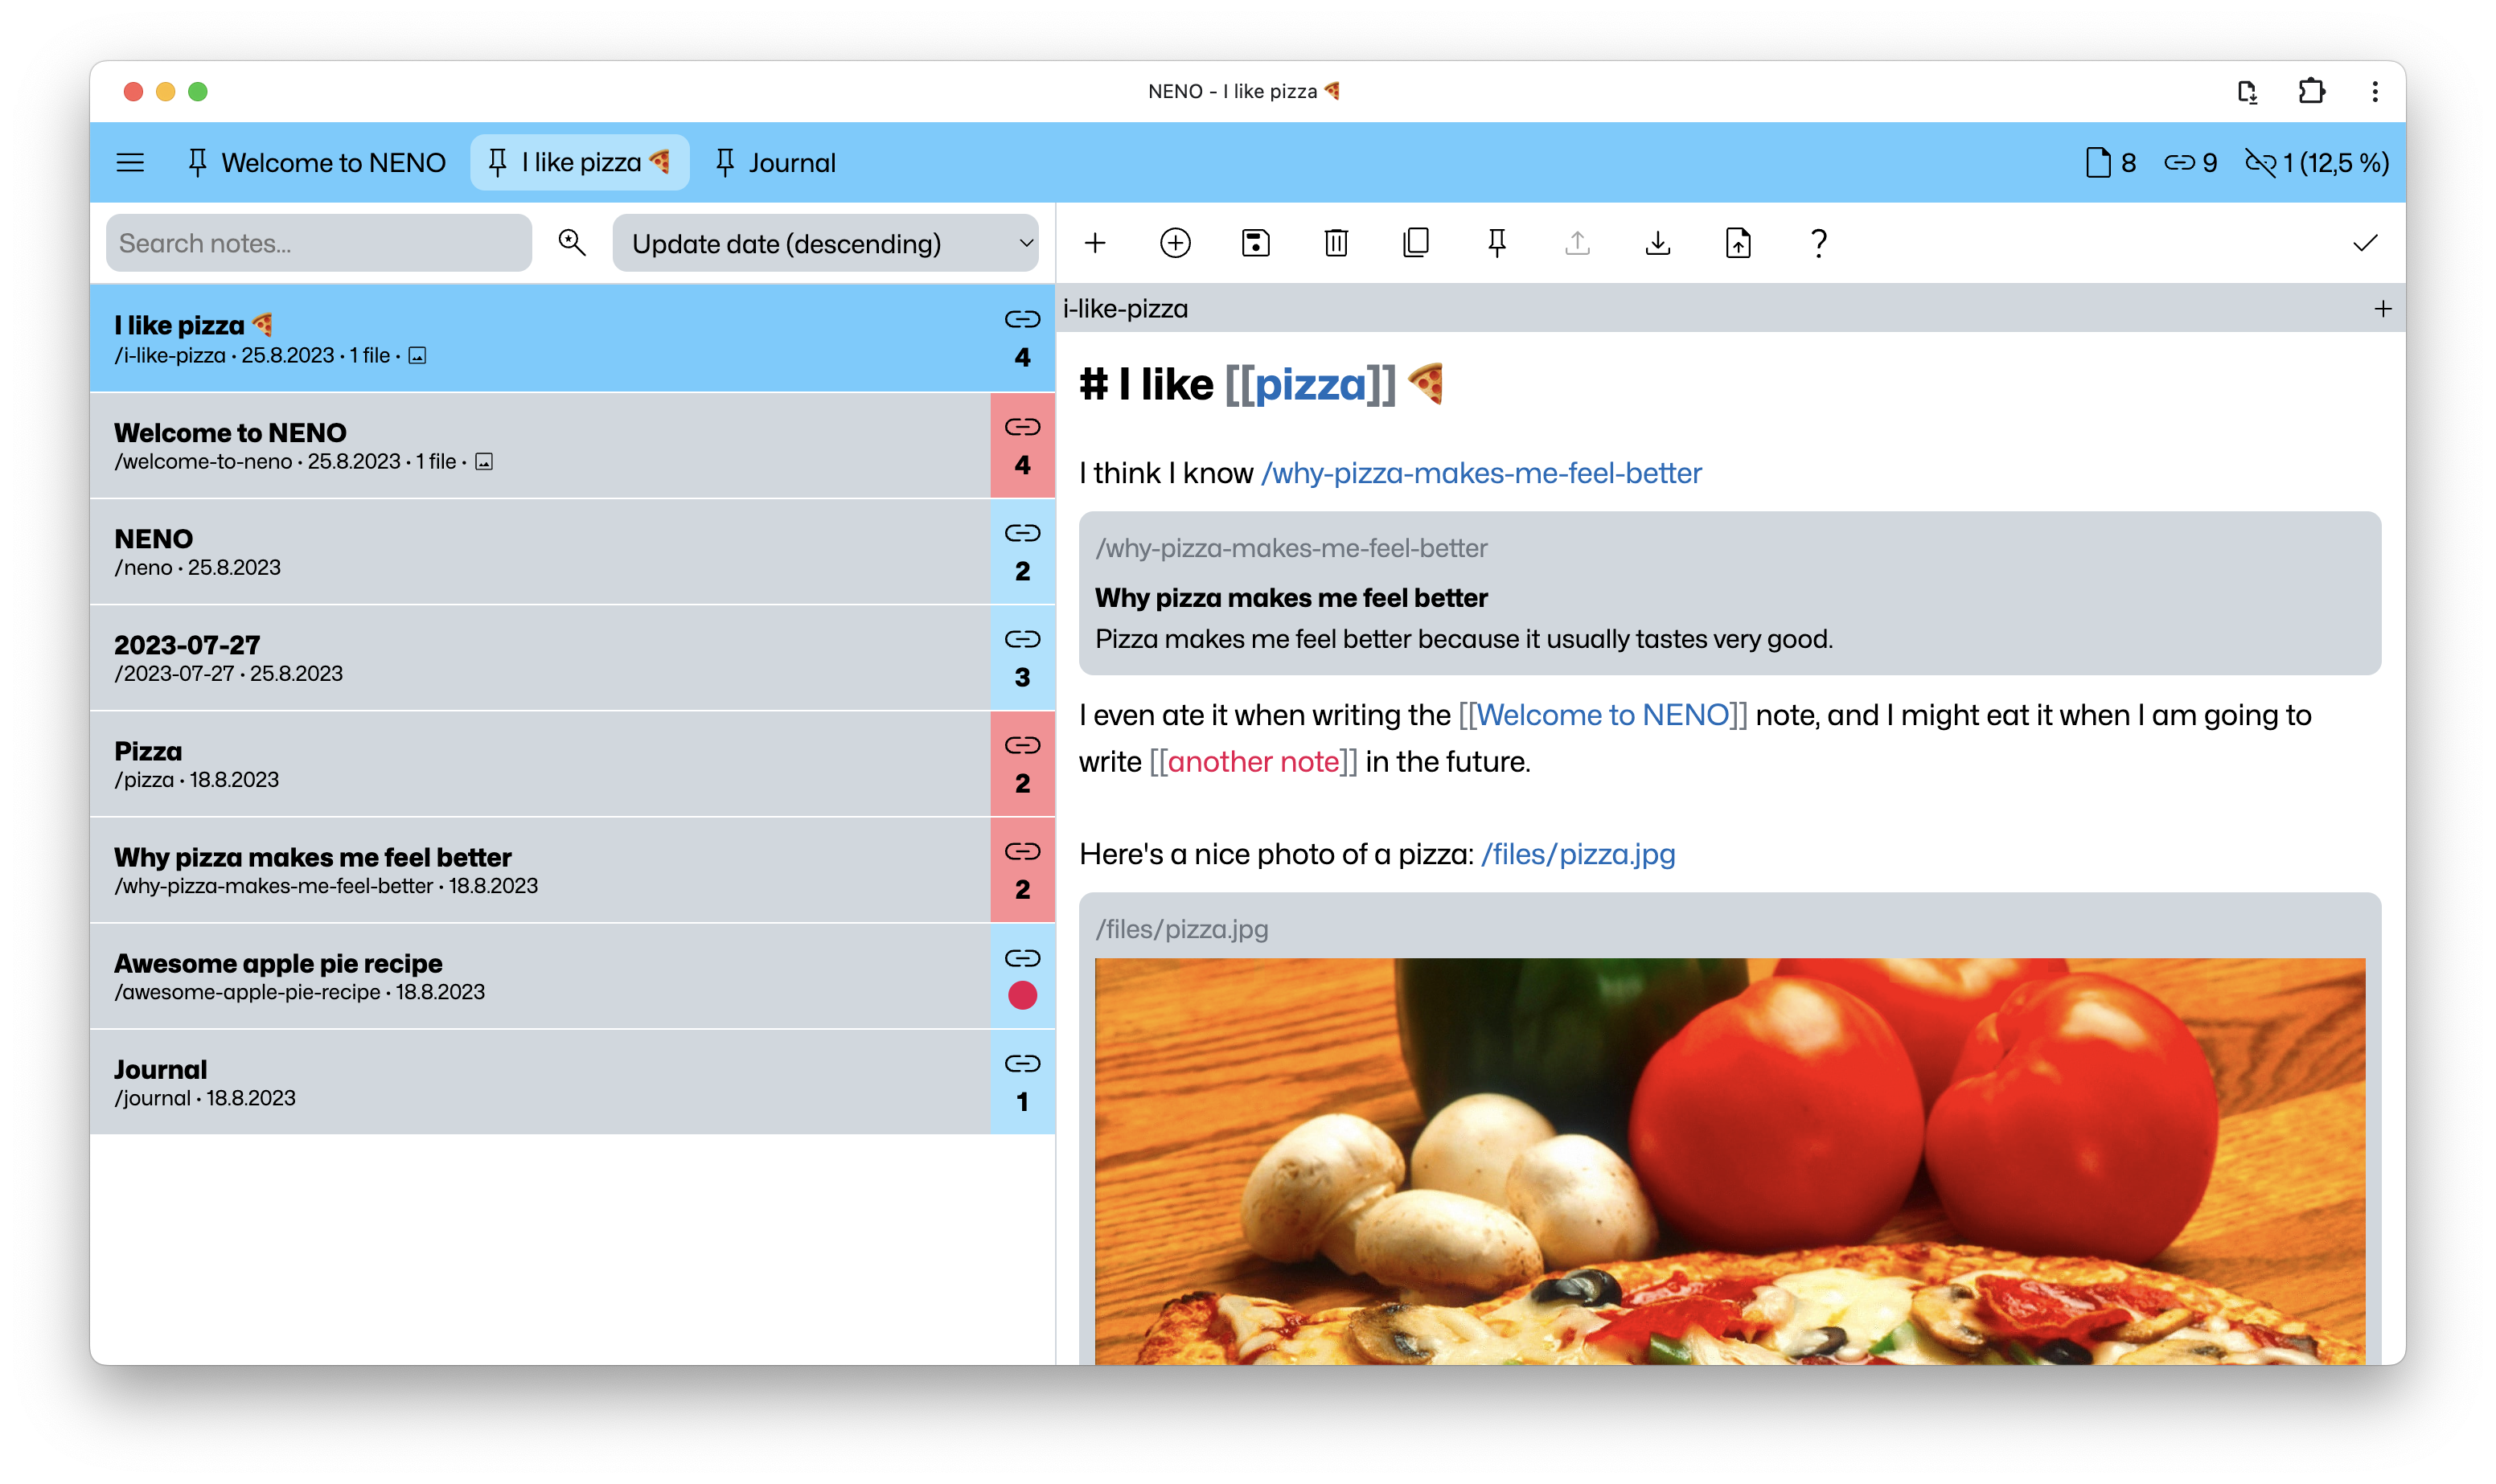 NENO - I like pizza 🍕
Welcome to NENO
I like pizza 🍕
Journal
8
9
1 (12,5 %)
Search notes...
Update date (descending)
I like pizza 🍕
/i-like-pizza • 25.8.2023 • 1 file •
4
Welcome to NENO
/welcome-to-neno • 25.8.2023 • 1 file •
4
NENO
/neno • 25.8.2023
2
2023-07-27
/2023-07-27 • 25.8.2023
3
Pizza
/pizza • 18.8.2023
2
Why pizza makes me feel better
/why-pizza-makes-me-feel-better • 18.8.2023
2
Awesome apple pie recipe
/awesome-apple-pie-recipe • 18.8.2023
Journal
/journal • 18.8.2023
1
i-like-pizza
# I like [[pizza]] 🍕
I think I know /why-pizza-makes-me-feel-better
/why-pizza-makes-me-feel-better
Why pizza makes me feel better
Pizza makes me feel better because it usually tastes very good.
I even ate it when writing the [[Welcome to NENO]] note, and I might eat it when I am going to
write [[another note]] in the future.
Here's a nice photo of a pizza: /files/pizza.jpg
/files/pizza.jpg